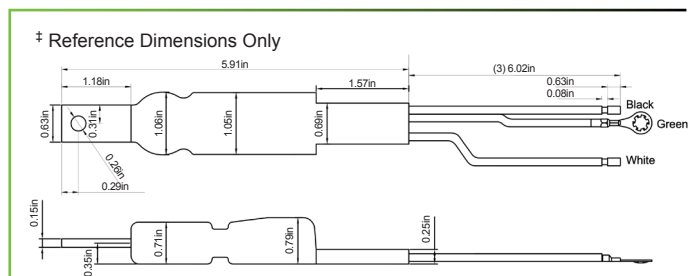 ‡ Reference Dimensions Only
5.91in
(3) 6.02in
1.18in
1.57in
0.63in
0.08in
Black
0.63in
0.31in
1.06in
1.05in
0.69in
Green
0.26in
0.29in
White
0.15in
0.35in
0.71in
0.79in
0.25in